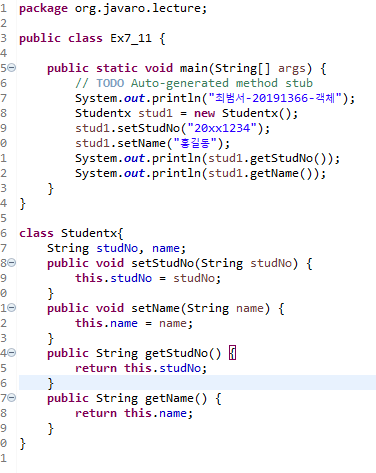 1 package org.javaro.lecture;
2
3 public class Ex7_11 {
4
5 public static void main(String[] args) {
6 // TODO Auto-generated method stub
7 System.out.println("최범서-20191366-객체");
8 Studentx stud1 = new Studentx();
9 stud1.setStudNo("20xx1234");
0 stud1.setName("홍길동");
1 System.out.println(stud1.getStudNo());
2 System.out.println(stud1.getName());
3 }
4 }
5
6 class Studentx{
7 String studNo, name;
8 public void setStudNo(String studNo) {
9 this.studNo = studNo;
0 }
1 public void setName(String name) {
2 this.name = name;
3 }
4 public String getStudNo() {
5 return this.studNo;
6 }
7 public String getName() {
8 return this.name;
9 }
0 }
1